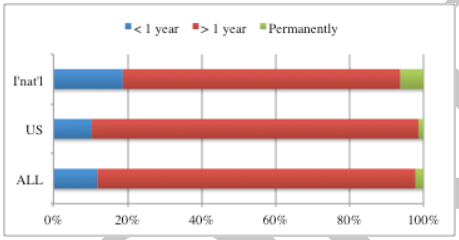 < 1 year > 1 year Permanently
I'nat'l
US
ALL
0% 20% 40% 60% 80% 100%